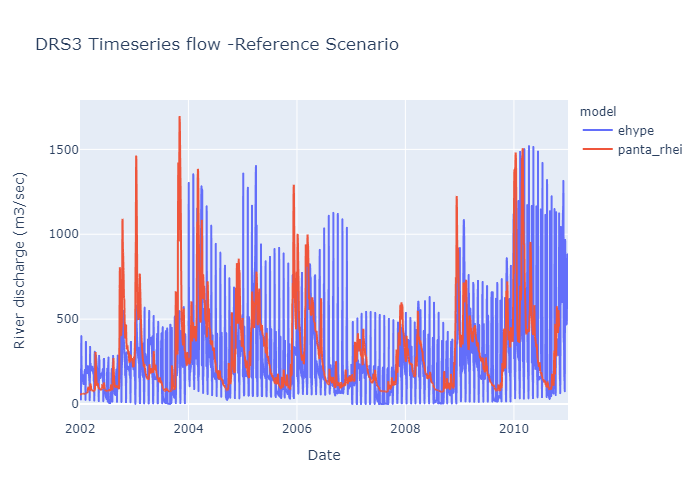 DRS3 Timeseries flow -Reference Scenario
model
ehype
panta_rhei
River discharge (m3/sec)
1500
1000
500
0
2002
2004
2006
2008
2010
Date